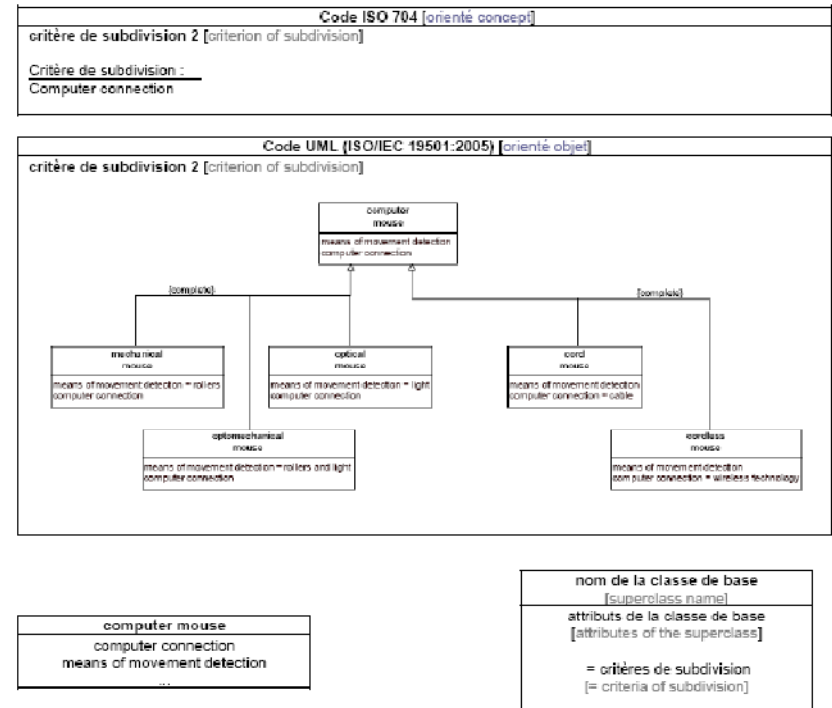 Code ISO 704 [orienté concept]
critère de subdivision 2 [criterion of subdivision]
Critère de subdivision :
Computer connection
Code UML (ISO/IEC 19501:2005) [orienté objet]
critère de subdivision 2 [criterion of subdivision]
computer
mouse
means of movement detection
computer connection
{complete}
{complete}
mechanical
mouse
means of movement detection = rollers
computer connection
optical
mouse
means of movement detection = light
computer connection
cord
mouse
means of movement detection
computer connection = cable
optomechanical
mouse
means of movement detection = rollers and light
computer connection
cordless
mouse
means of movement detection
computer connection = wireless technology
computer mouse
computer connection
means of movement detection
...
nom de la classe de base
[superclass name]
attributs de la classe de base
[attributes of the superclass]
= critères de subdivision
[= criteria of subdivision]